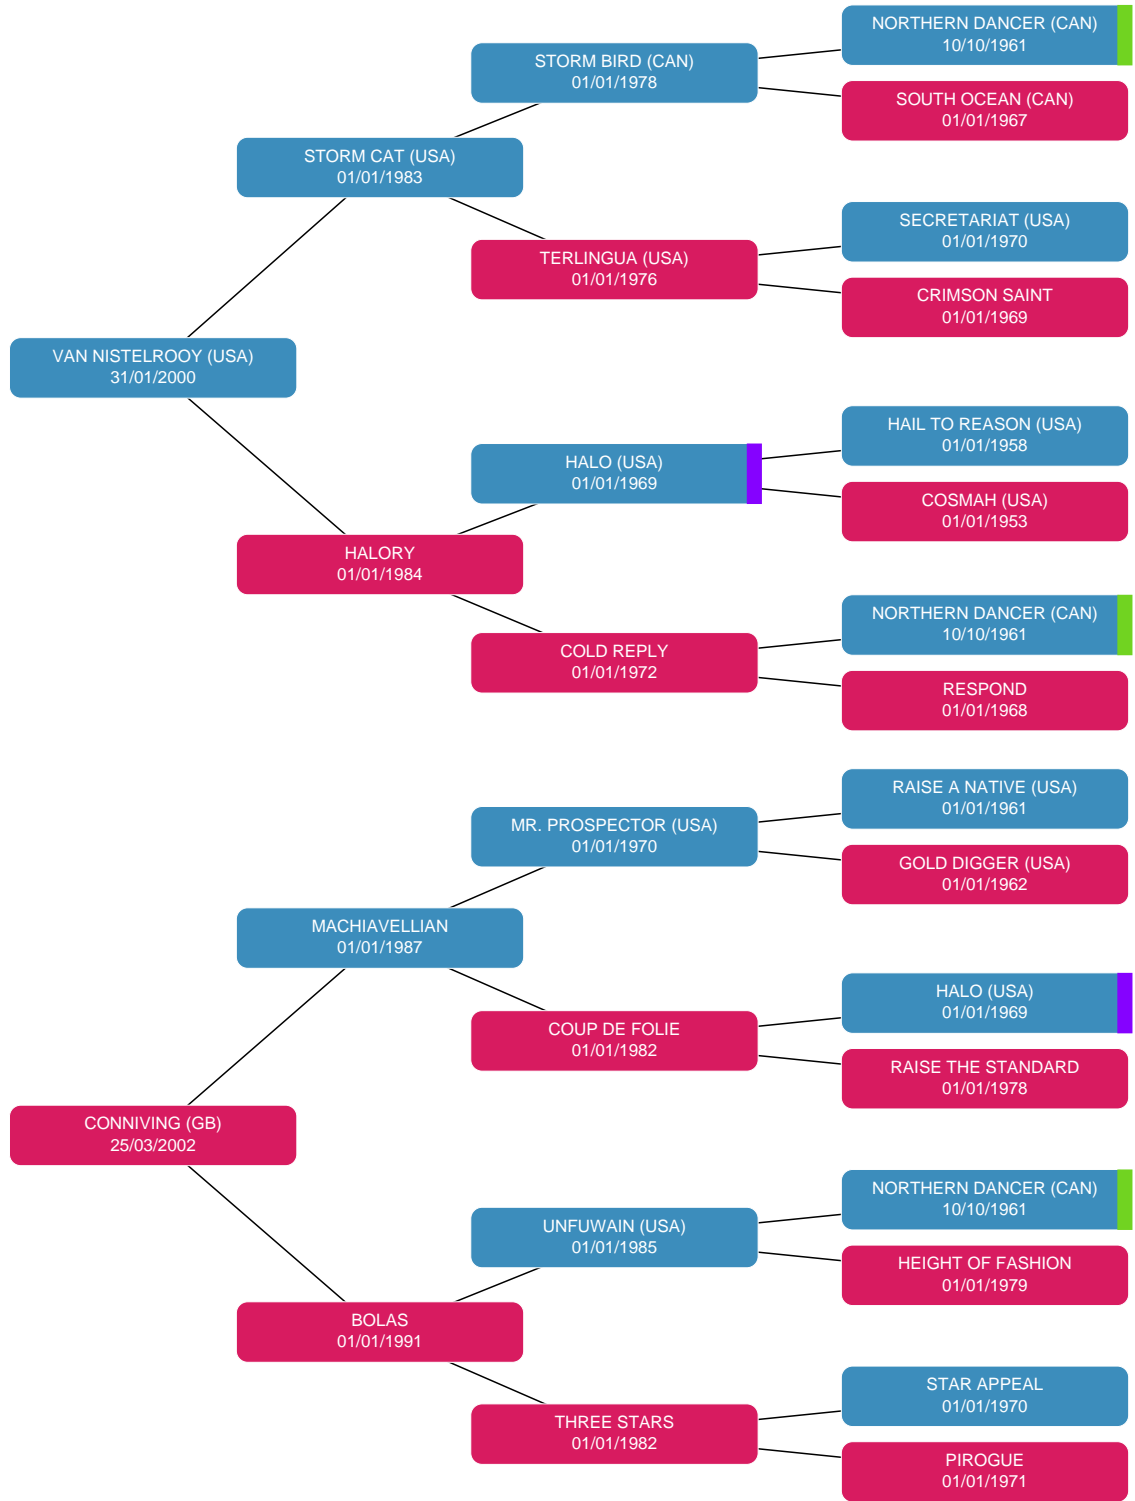 NORTHERN DANCER (CAN)
10/10/1961
STORM BIRD (CAN)
01/01/1978
SOUTH OCEAN (CAN)
01/01/1967
STORM CAT (USA)
01/01/1983
SECRETARIAT (USA)
01/01/1970
TERLINGUA (USA)
01/01/1976
CRIMSON SAINT
01/01/1969
VAN NISTELROOY (USA)
31/01/2000
HAIL TO REASON (USA)
01/01/1958
HALO (USA)
01/01/1969
COSMAH (USA)
01/01/1953
HALORY
01/01/1984
NORTHERN DANCER (CAN)
10/10/1961
COLD REPLY
01/01/1972
RESPOND
01/01/1968
RAISE A NATIVE (USA)
01/01/1961
MR. PROSPECTOR (USA)
01/01/1970
GOLD DIGGER (USA)
01/01/1962
MACHIAVELLIAN
01/01/1987
HALO (USA)
01/01/1969
COUP DE FOLIE
01/01/1982
RAISE THE STANDARD
01/01/1978
CONNIVING (GB)
25/03/2002
NORTHERN DANCER (CAN)
10/10/1961
UNFUWAIN (USA)
01/01/1985
HEIGHT OF FASHION
01/01/1979
BOLAS
01/01/1991
STAR APPEAL
01/01/1970
THREE STARS
01/01/1982
PIROGUE
01/01/1971